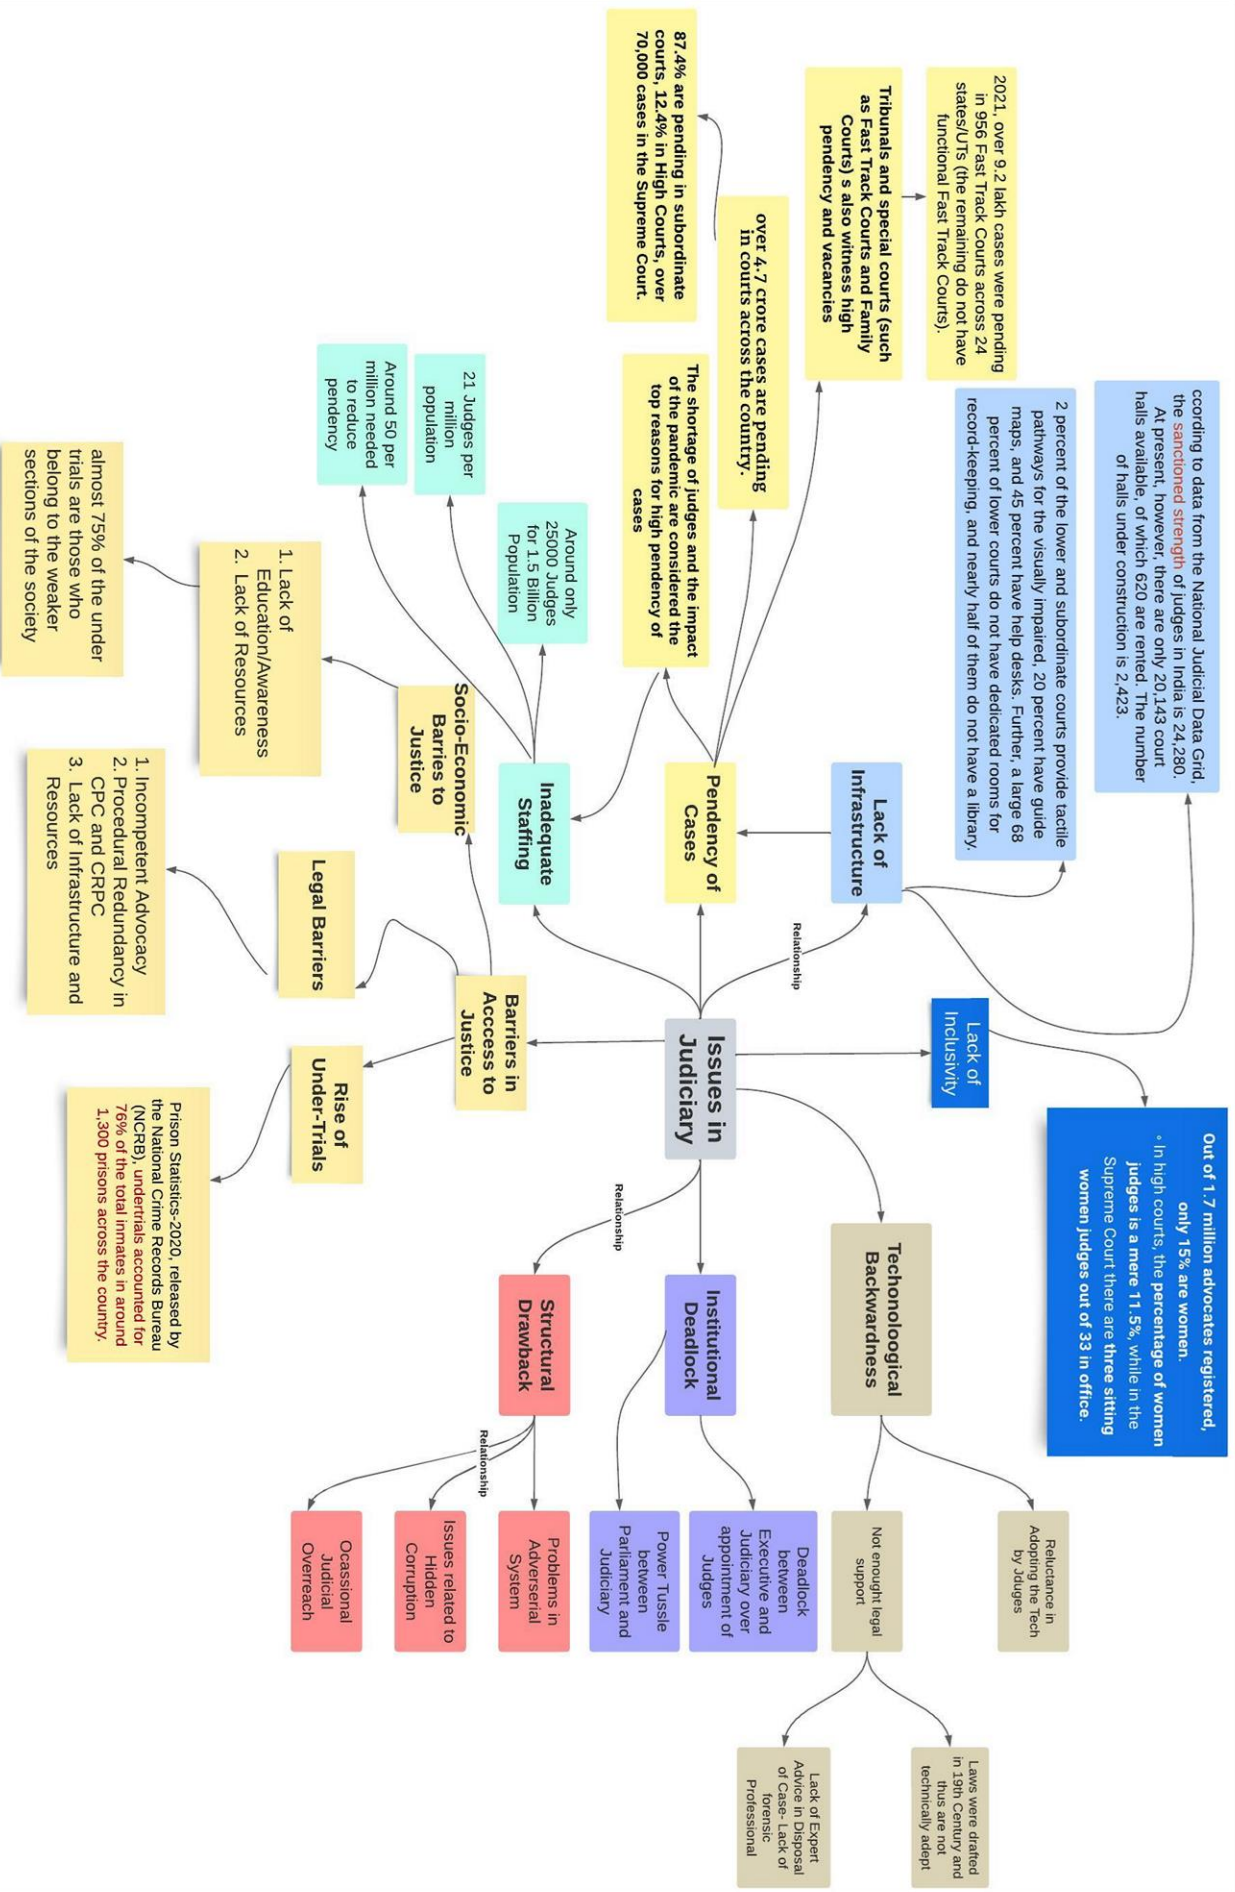 Issues in
Judiciary
Relationship
Lack of
Infrastructure
ccording to data from the National Judicial Data Grid,
the sanctioned strength of judges in India is 24,280.
At present, however, there are only 20,143 court
halls available, of which 620 are rented. The number
of halls under construction is 2,423.
2 percent of the lower and subordinate courts provide tactile
pathways for the visually impaired, 20 percent have guide
maps, and 45 percent have help desks. Further, a large 68
percent of lower courts do not have dedicated rooms for
record-keeping, and nearly half of them do not have a library.
Pendency of
Cases
2021, over 9.2 lakh cases were pending
in 956 Fast Track Courts across 24
states/UTs (the remaining do not have
functional Fast Track Courts).
Tribunals and special courts (such
as Fast Track Courts and Family
Courts) s also witness high
pendency and vacancies
over 4.7 crore cases are pending
in courts across the country.
87.4% are pending in subordinate
courts, 12.4% in High Courts, over
70,000 cases in the Supreme Court.
The shortage of judges and the impact
of the pandemic are considered the
top reasons for high pendency of
cases
Inadequate
Staffing
Around only
25000 Judges
for 1.5 Billion
Population
21 Judges per
million
population
Around 50 per
million needed
to reduce
pendency
Lack of
Inclusivity
Out of 1.7 million advocates registered,
only 15% are women.
◦ In high courts, the percentage of women
judges is a mere 11.5%, while in the
Supreme Court there are three sitting
women judges out of 33 in office.
Barriers in
Acccess to
Justice
Socio-Economic
Barries to
Justice
1. Lack of
Education/Awareness
2. Lack of Resources
almost 75% of the under
trials are those who
belong to the weaker
sections of the society
Legal Barriers
1. Incompetent Advocacy
2. Procedural Redundancy in
CPC and CRPC
3. Lack of Infrastructure and
Resources
Rise of
Under-Trials
Prison Statistics-2020, released by
the National Crime Records Bureau
(NCRB), undertrials accounted for
76% of the total inmates in around
1,300 prisons across the country.
Techonological
Backwardness
Reluctance in
Adopting the Tech
by Jduges
Not enought legal
support
Laws were drafted
in 19th Century and
thus are not
technically adept
Lack of Expert
Advice in Disposal
of Case- Lack of
forensic
Professional
Institutional
Deadlock
Deadlock
between
Executive and
Judiciary over
appointment of
Judges
Power Tussle
between
Parliament and
Judiciary
Relationship
Structural
Drawback
Relationship
Problems in
Adverserial
System
Issues related to
Hidden
Corruption
Ocassional
Judicial
Overreach